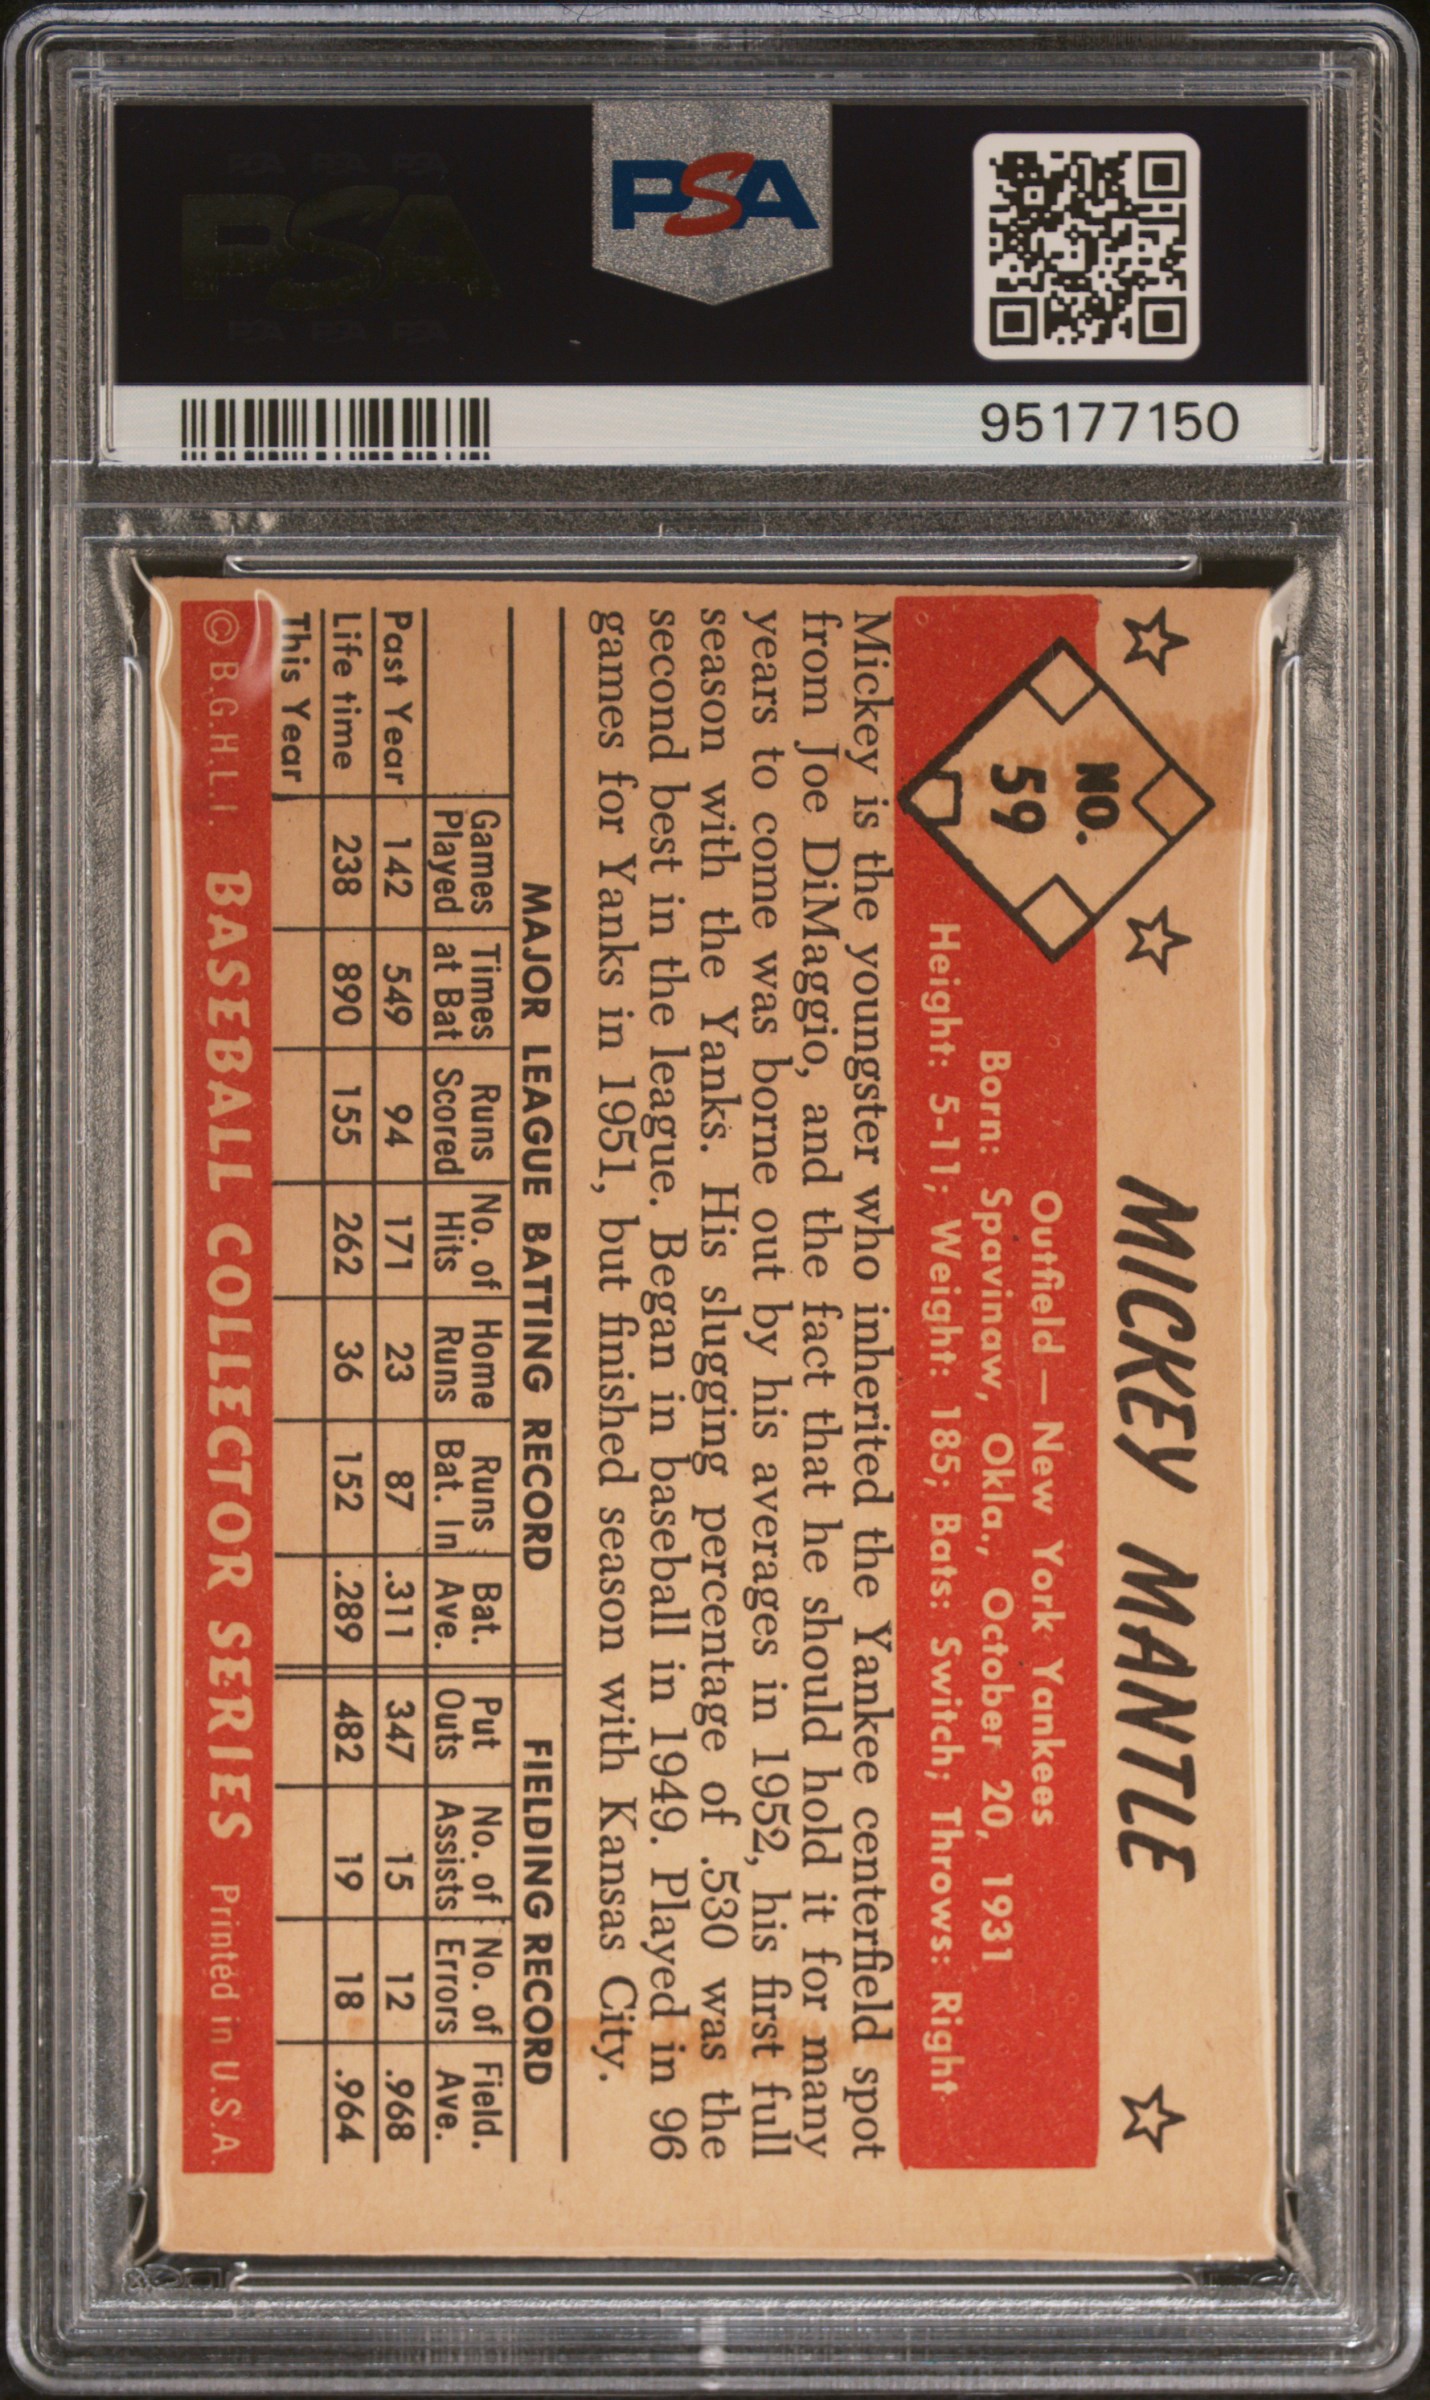 PSA
PSA
95177150
MICKEY MANTLE
NO.
59
Outfield — New York Yankees
Born: Spavinaw, Okla., October 20, 1931
Height: 5-11; Weight: 185; Bats: Switch; Throws: Right
Mickey is the youngster who inherited the Yankee centerfield spot
from Joe DiMaggio, and the fact that he should hold it for many
years to come was borne out by his averages in 1952, his first full
season with the Yanks. His slugging percentage of .530 was the
second best in the league. Began in baseball in 1949. Played in 96
games for Yanks in 1951, but finished season with Kansas City.
MAJOR LEAGUE BATTING RECORD FIELDING RECORD
Games Times Runs No. of Home Runs Bat. Put No. of No. of Field.
Played at Bat Scored Hits Runs Bat. In Ave. Outs Assists Errors Ave.
Past Year 142 549 94 171 23 87 .311 347 15 12 .968
Life time 238 890 155 262 36 152 .289 482 19 18 .964
This Year
© B.G.H.L.I. BASEBALL COLLECTOR SERIES Printed in U.S.A.